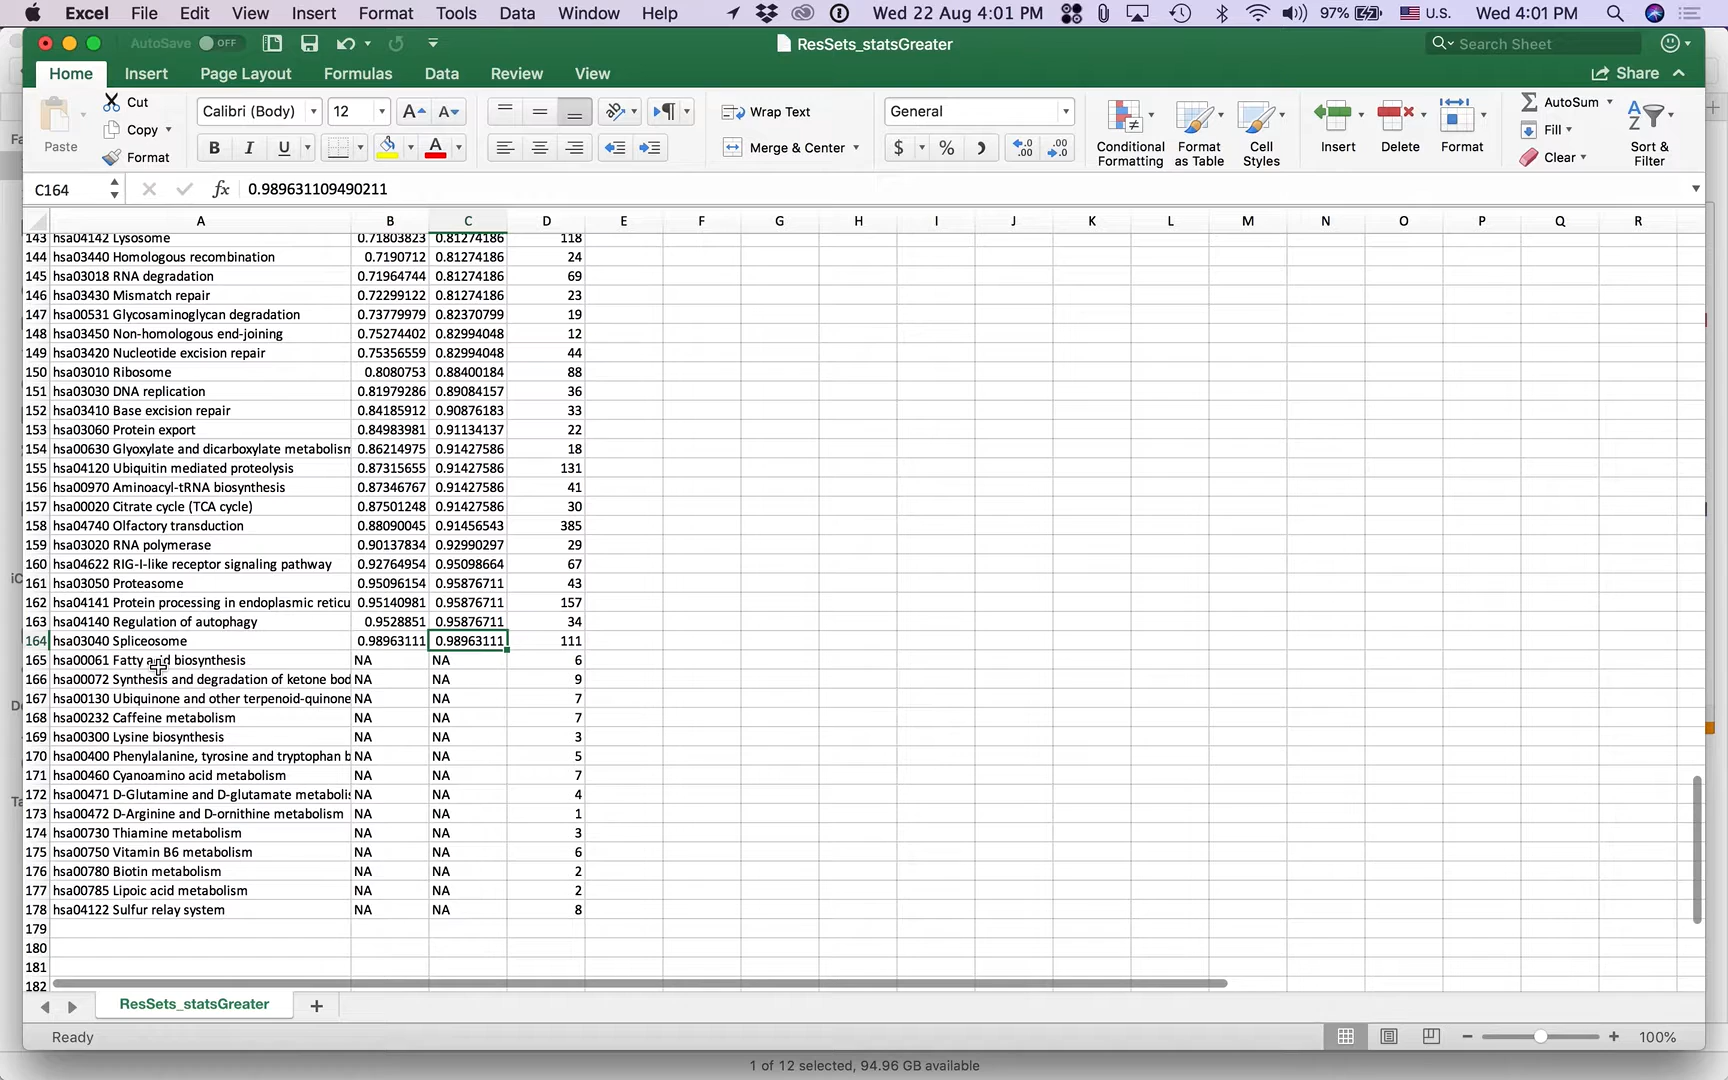 Excel File Edit View Insert Format Tools Data Window Help Wed 22 Aug 4:01 PM 97% U.S. Wed 4:01 PM
AutoSave OFF ResSets_statsGreater Search Sheet
Home Insert Page Layout Formulas Data Review View Share
Paste Cut Copy Format
Calibri (Body) 12 Wrap Text Merge & Center General
Conditional Formatting Format as Table Cell Styles Insert Delete Format AutoSum Fill Clear Sort & Filter
C164 fx 0.989631109490211
A B C D E F G H I J K L M N O P Q R
143 hsa04142 Lysosome 0.71803823 0.81274186 118
144 hsa03440 Homologous recombination 0.7190712 0.81274186 24
145 hsa03018 RNA degradation 0.71964744 0.81274186 69
146 hsa03430 Mismatch repair 0.72299122 0.81274186 23
147 hsa00531 Glycosaminoglycan degradation 0.73779979 0.82370799 19
148 hsa03450 Non-homologous end-joining 0.75274402 0.82994048 12
149 hsa03420 Nucleotide excision repair 0.75356559 0.82994048 44
150 hsa03010 Ribosome 0.8080753 0.88400184 88
151 hsa03030 DNA replication 0.81979286 0.89084157 36
152 hsa03410 Base excision repair 0.84185912 0.90876183 33
153 hsa03060 Protein export 0.84983981 0.91134137 22
154 hsa00630 Glyoxylate and dicarboxylate metabolism 0.86214975 0.91427586 18
155 hsa04120 Ubiquitin mediated proteolysis 0.87315655 0.91427586 131
156 hsa00970 Aminoacyl-tRNA biosynthesis 0.87346767 0.91427586 41
157 hsa00020 Citrate cycle (TCA cycle) 0.87501248 0.91427586 30
158 hsa04740 Olfactory transduction 0.88090045 0.91456543 385
159 hsa03020 RNA polymerase 0.90137834 0.92990297 29
160 hsa04622 RIG-I-like receptor signaling pathway 0.92764954 0.95098664 67
161 hsa03050 Proteasome 0.95096154 0.95876711 43
162 hsa04141 Protein processing in endoplasmic reticu 0.95140981 0.95876711 157
163 hsa04140 Regulation of autophagy 0.9528851 0.95876711 34
164 hsa03040 Spliceosome 0.98963111 0.98963111 111
165 hsa00061 Fatty acid biosynthesis NA NA 6
166 hsa00072 Synthesis and degradation of ketone bod NA NA 9
167 hsa00130 Ubiquinone and other terpenoid-quinone NA NA 7
168 hsa00232 Caffeine metabolism NA NA 7
169 hsa00300 Lysine biosynthesis NA NA 3
170 hsa00400 Phenylalanine, tyrosine and tryptophan b NA NA 5
171 hsa00460 Cyanoamino acid metabolism NA NA 7
172 hsa00471 D-Glutamine and D-glutamate metabolis NA NA 4
173 hsa00472 D-Arginine and D-ornithine metabolism NA NA 1
174 hsa00730 Thiamine metabolism NA NA 3
175 hsa00750 Vitamin B6 metabolism NA NA 6
176 hsa00780 Biotin metabolism NA NA 2
177 hsa00785 Lipoic acid metabolism NA NA 2
178 hsa04122 Sulfur relay system NA NA 8
179
180
181
182
ResSets_statsGreater
Ready 100%
1 of 12 selected, 94.96 GB available